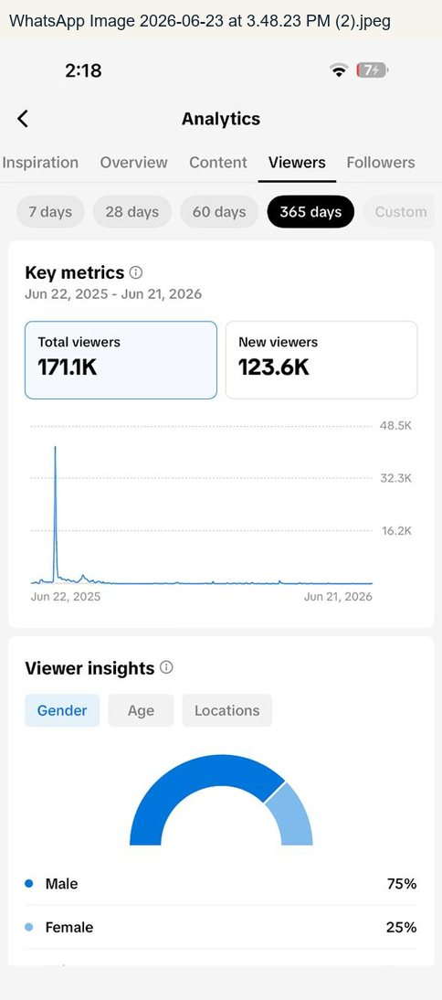 WhatsApp Image 2026-06-23 at 3.48.23 PM (2).jpeg
2:18
7
Analytics
Inspiration Overview Content Viewers Followers
7 days 28 days 60 days 365 days Custom
Key metrics
Jun 22, 2025 - Jun 21, 2026
Total viewers New viewers
171.1K 123.6K
48.5K
32.3K
16.2K
Jun 22, 2025 Jun 21, 2026
Viewer insights
Gender Age Locations
Male 75%
Female 25%